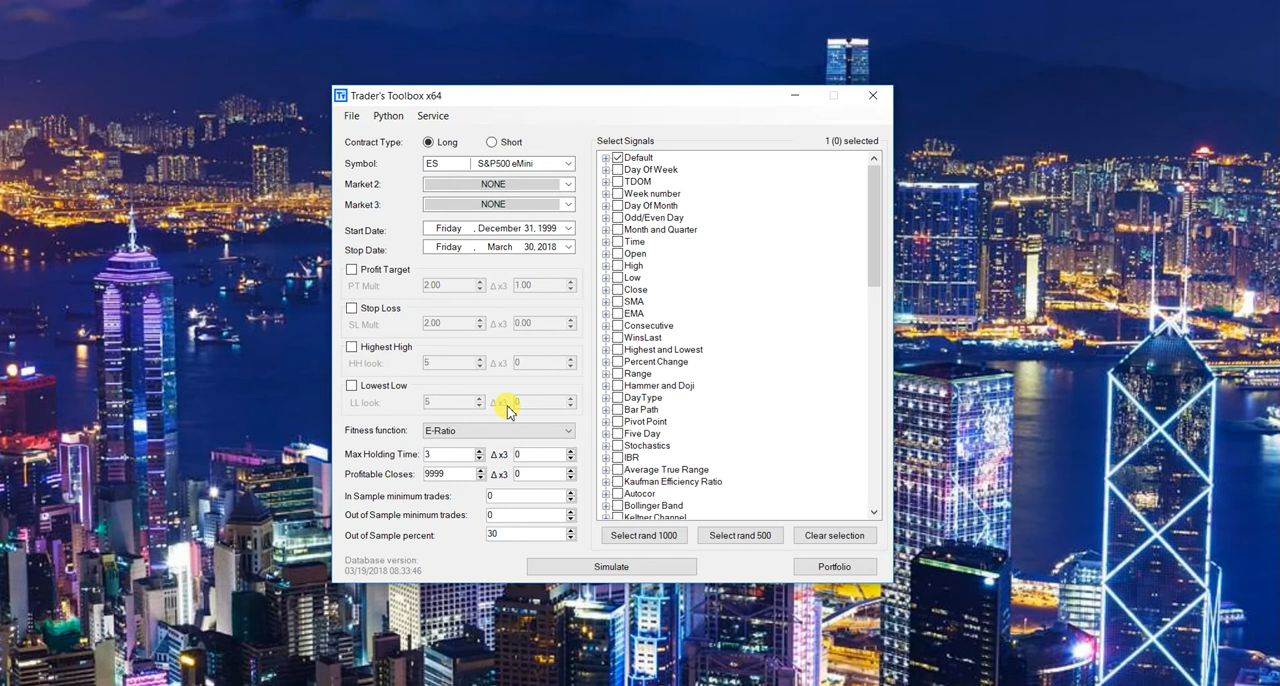 Trader's Toolbox x64
File Python Service
Contract Type: Long Short
Symbol: ES S&P500 eMini
Market 2: NONE
Market 3: NONE
Start Date: Friday , December 31, 1999
Stop Date: Friday , March 30, 2018
Profit Target
PT Mult: 2.00 Δ x3 1.00
Stop Loss
SL Mult: 2.00 Δ x3 0.00
Highest High
HH look: 5 Δ x3 0
Lowest Low
LL look: 5 Δ x3 0
Fitness function: E-Ratio
Max Holding Time: 3 Δ x3 0
Profitable Closes: 9999 Δ x3 0
In Sample minimum trades: 0
Out of Sample minimum trades: 0
Out of Sample percent: 30
Database version:
03/19/2018 08:33:46
Simulate
Select Signals 1 (0) selected
Default
Day Of Week
TDOM
Week number
Day Of Month
Odd/Even Day
Month and Quarter
Time
Open
High
Low
Close
SMA
EMA
Consecutive
WinsLast
Highest and Lowest
Percent Change
Range
Hammer and Doji
DayType
Bar Path
Pivot Point
Five Day
Stochastics
IBR
Average True Range
Kaufman Efficiency Ratio
Autocor
Bollinger Band
Keltner Channel
Select rand 1000 Select rand 500 Clear selection
Portfolio